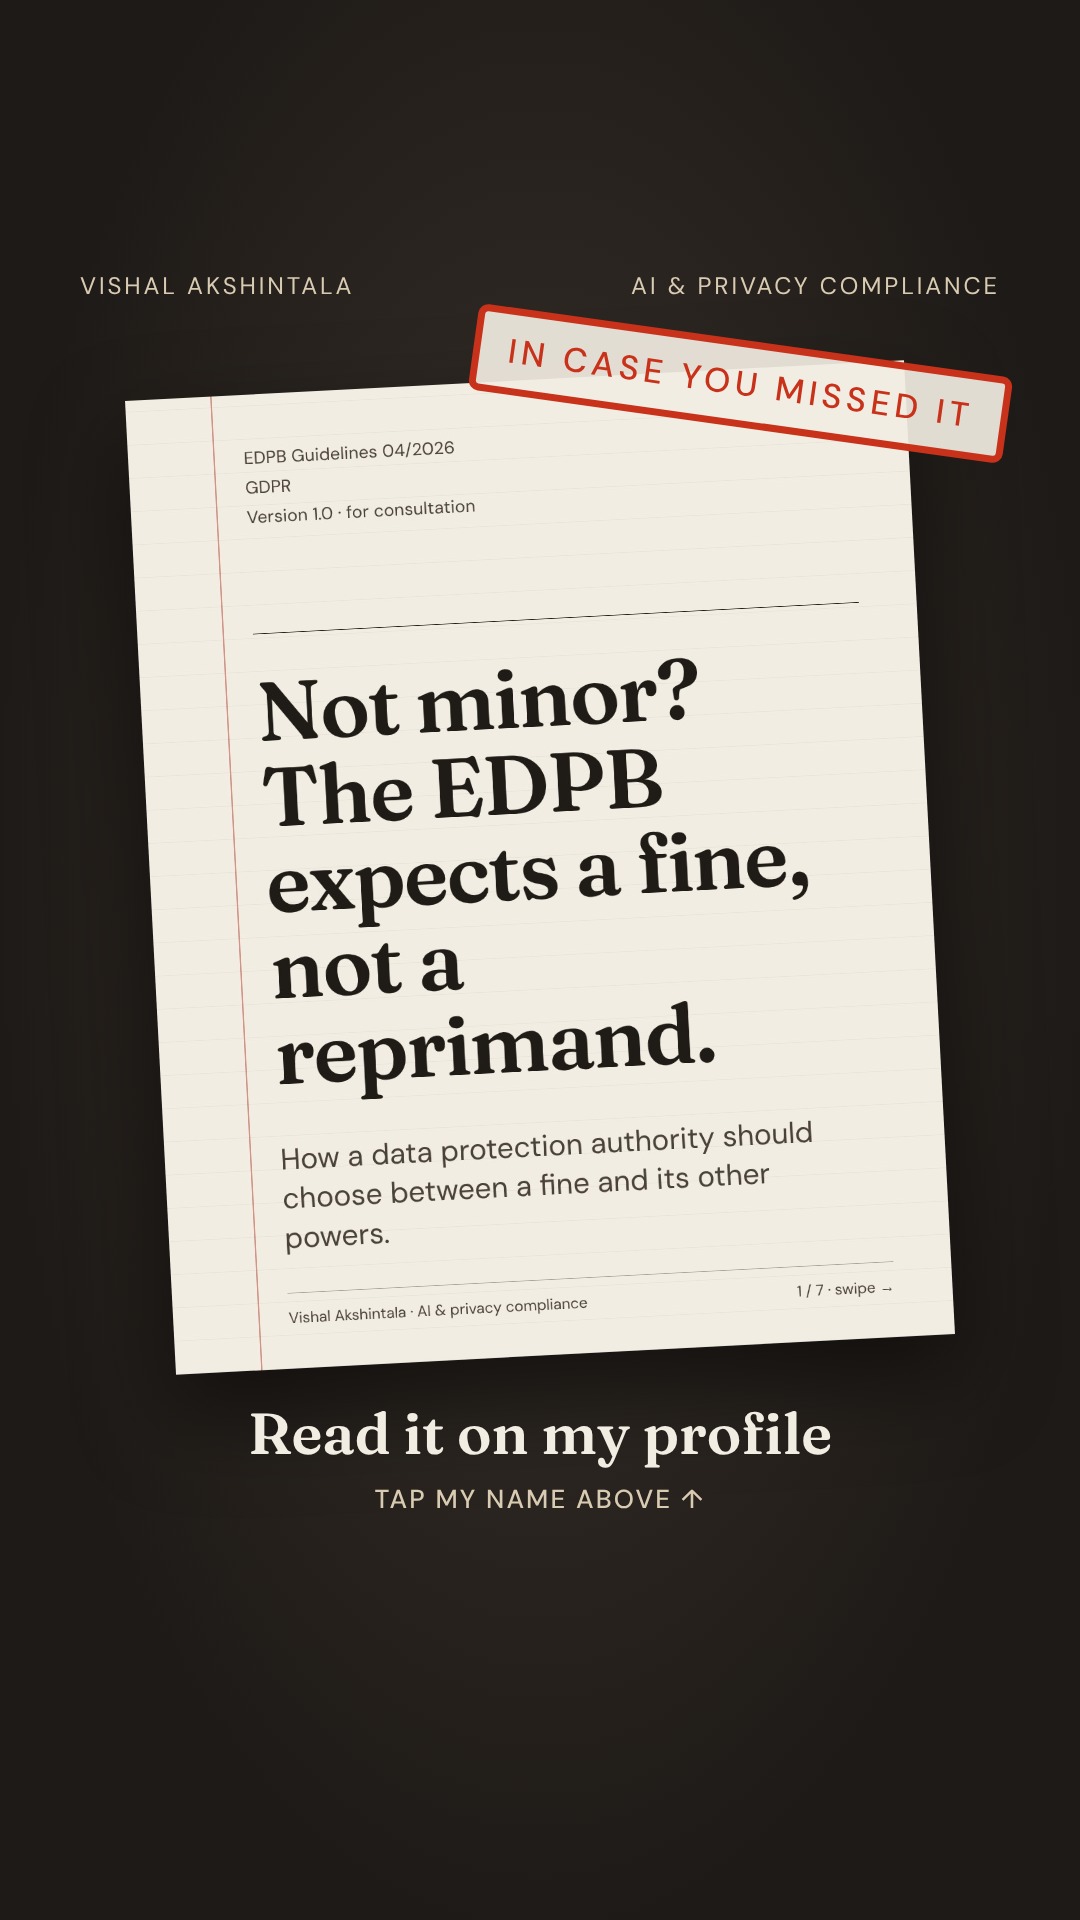 VISHAL AKSHINTALA
AI & PRIVACY COMPLIANCE
IN CASE YOU MISSED IT
EDPB Guidelines 04/2026
GDPR
Version 1.0 · for consultation
Not minor?
The EDPB
expects a fine,
not a
reprimand.
How a data protection authority should
choose between a fine and its other
powers.
Vishal Akshintala · AI & privacy compliance
1 / 7 · swipe →
Read it on my profile
TAP MY NAME ABOVE ↑